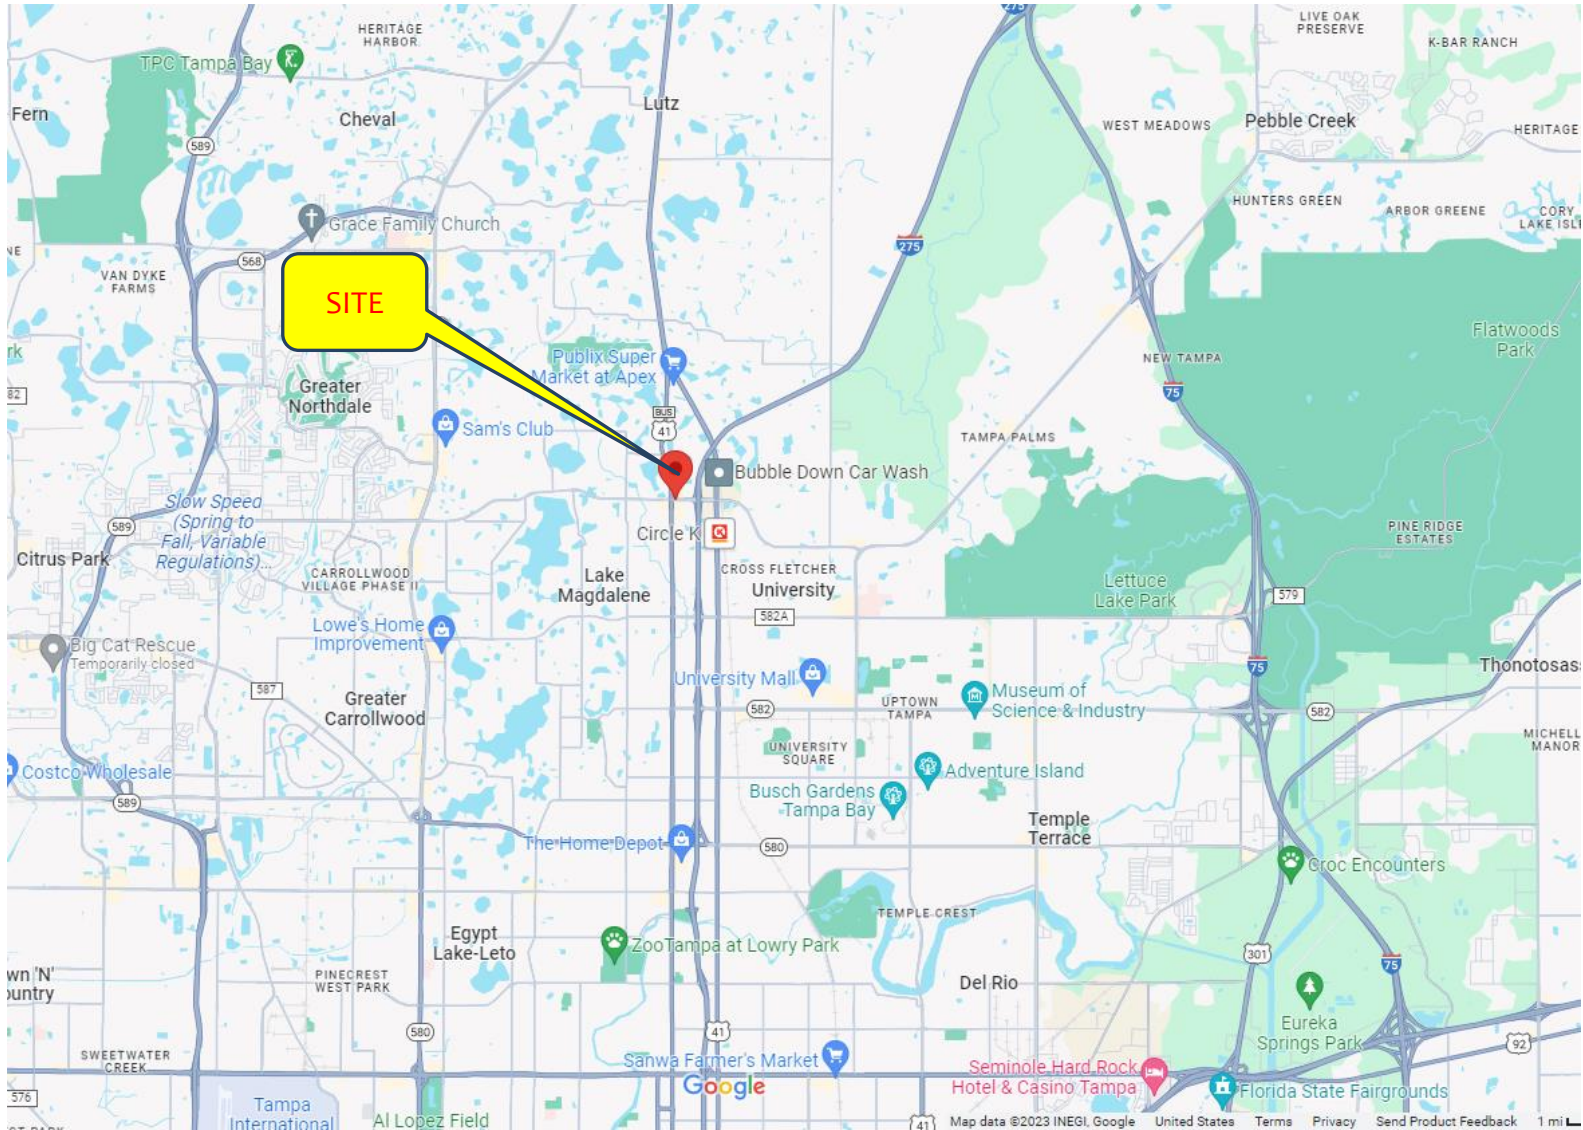 275
LIVE OAK
PRESERVE
HERITAGE
HARBOR
K-BAR RANCH
TPC Tampa Bay
Lutz
Fern
Cheval
WEST MEADOWS
Pebble Creek
HERITAGE
589
HUNTERS GREEN
ARBOR GREENE
CORY
LAKE ISLE
Grace Family Church
275
NE
568
VAN DYKE
FARMS
SITE
Flatwoods
Park
rk
Publix Super
Market at Apex
NEW TAMPA
Greater
Northdale
82
75
BUS
41
Sam's Club
TAMPA PALMS
Bubble Down Car Wash
Slow Speed
(Spring to
Fall, Variable
Regulations)...
589
Circle K
PINE RIDGE
ESTATES
Citrus Park
CARROLLWOOD
VILLAGE PHASE II
Lake
Magdalene
CROSS FLETCHER
University
Lettuce
Lake Park
579
582A
Lowe's Home
Improvement
Big Cat Rescue
Temporarily closed
75
Thonotosas
University Mall
587
Greater
Carrollwood
582
UPTOWN
TAMPA
Museum of
Science & Industry
582
UNIVERSITY
SQUARE
MICHELL
MANOR
Costco Wholesale
Adventure Island
Busch Gardens
Tampa Bay
589
Temple
Terrace
The Home Depot
580
Croc Encounters
TEMPLE CREST
Egypt
Lake-Leto
ZooTampa at Lowry Park
301
75
wn 'N'
ountry
PINECREST
WEST PARK
Del Rio
580
41
Eureka
Springs Park
92
SWEETWATER
CREEK
Sanwa Farmer's Market
Seminole Hard Rock
Hotel & Casino Tampa
Google
Florida State Fairgrounds
576
Tampa
International
Al Lopez Field
41
Map data ©2023 INEGI, Google United States Terms Privacy Send Product Feedback 1 mi